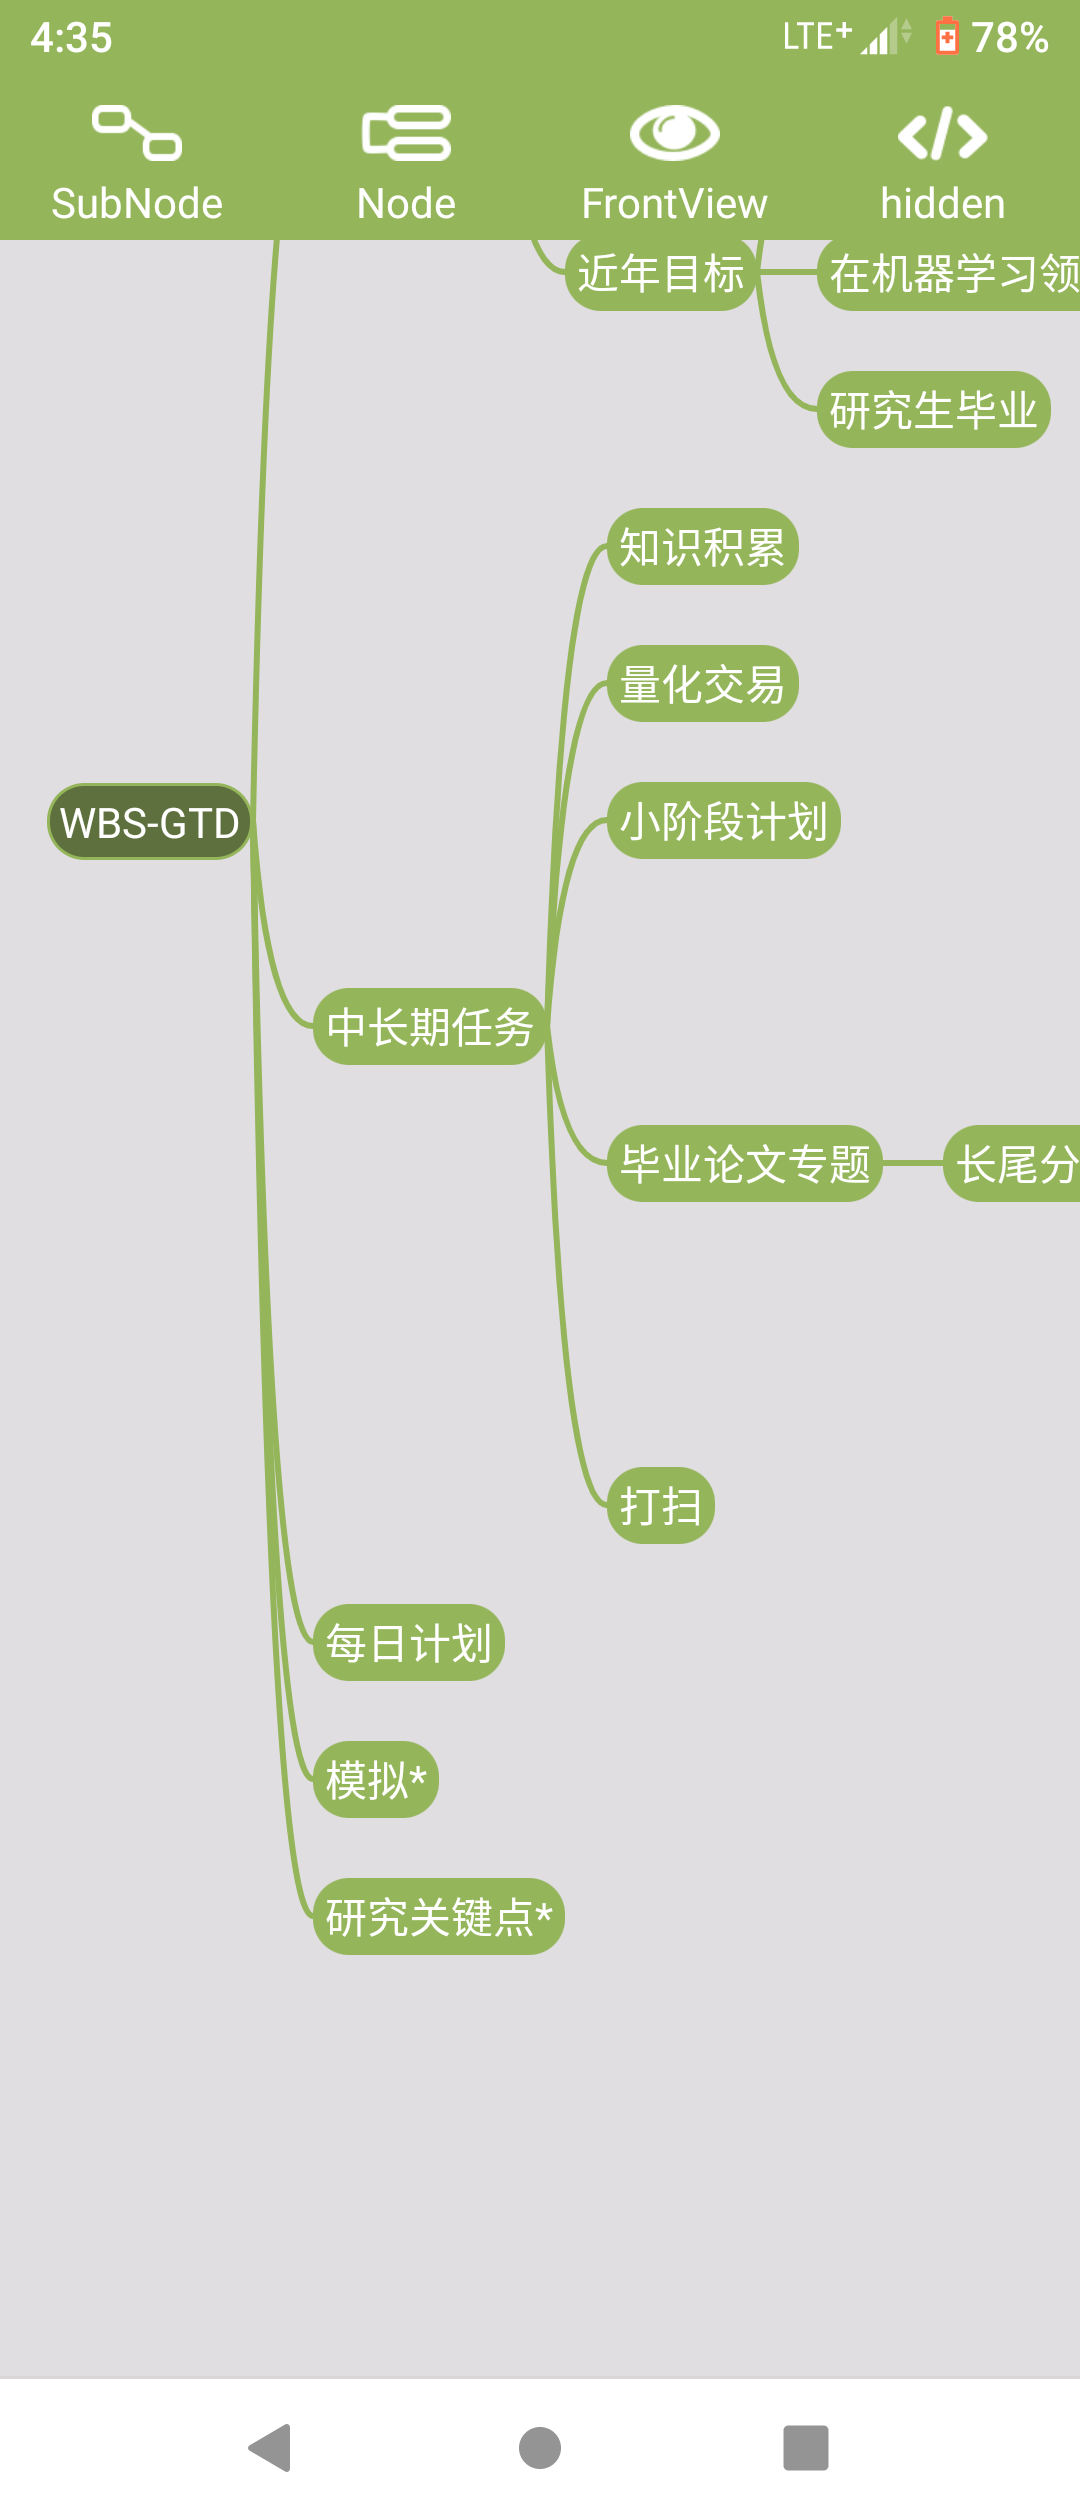 4:35
LTE+
78%
SubNode
Node
FrontView
hidden
近年目标
在机器学习领
研究生毕业
知识积累
量化交易
小阶段计划
WBS-GTD
中长期任务
毕业论文专题
长尾分
打扫
每日计划
模拟*
研究关键点*